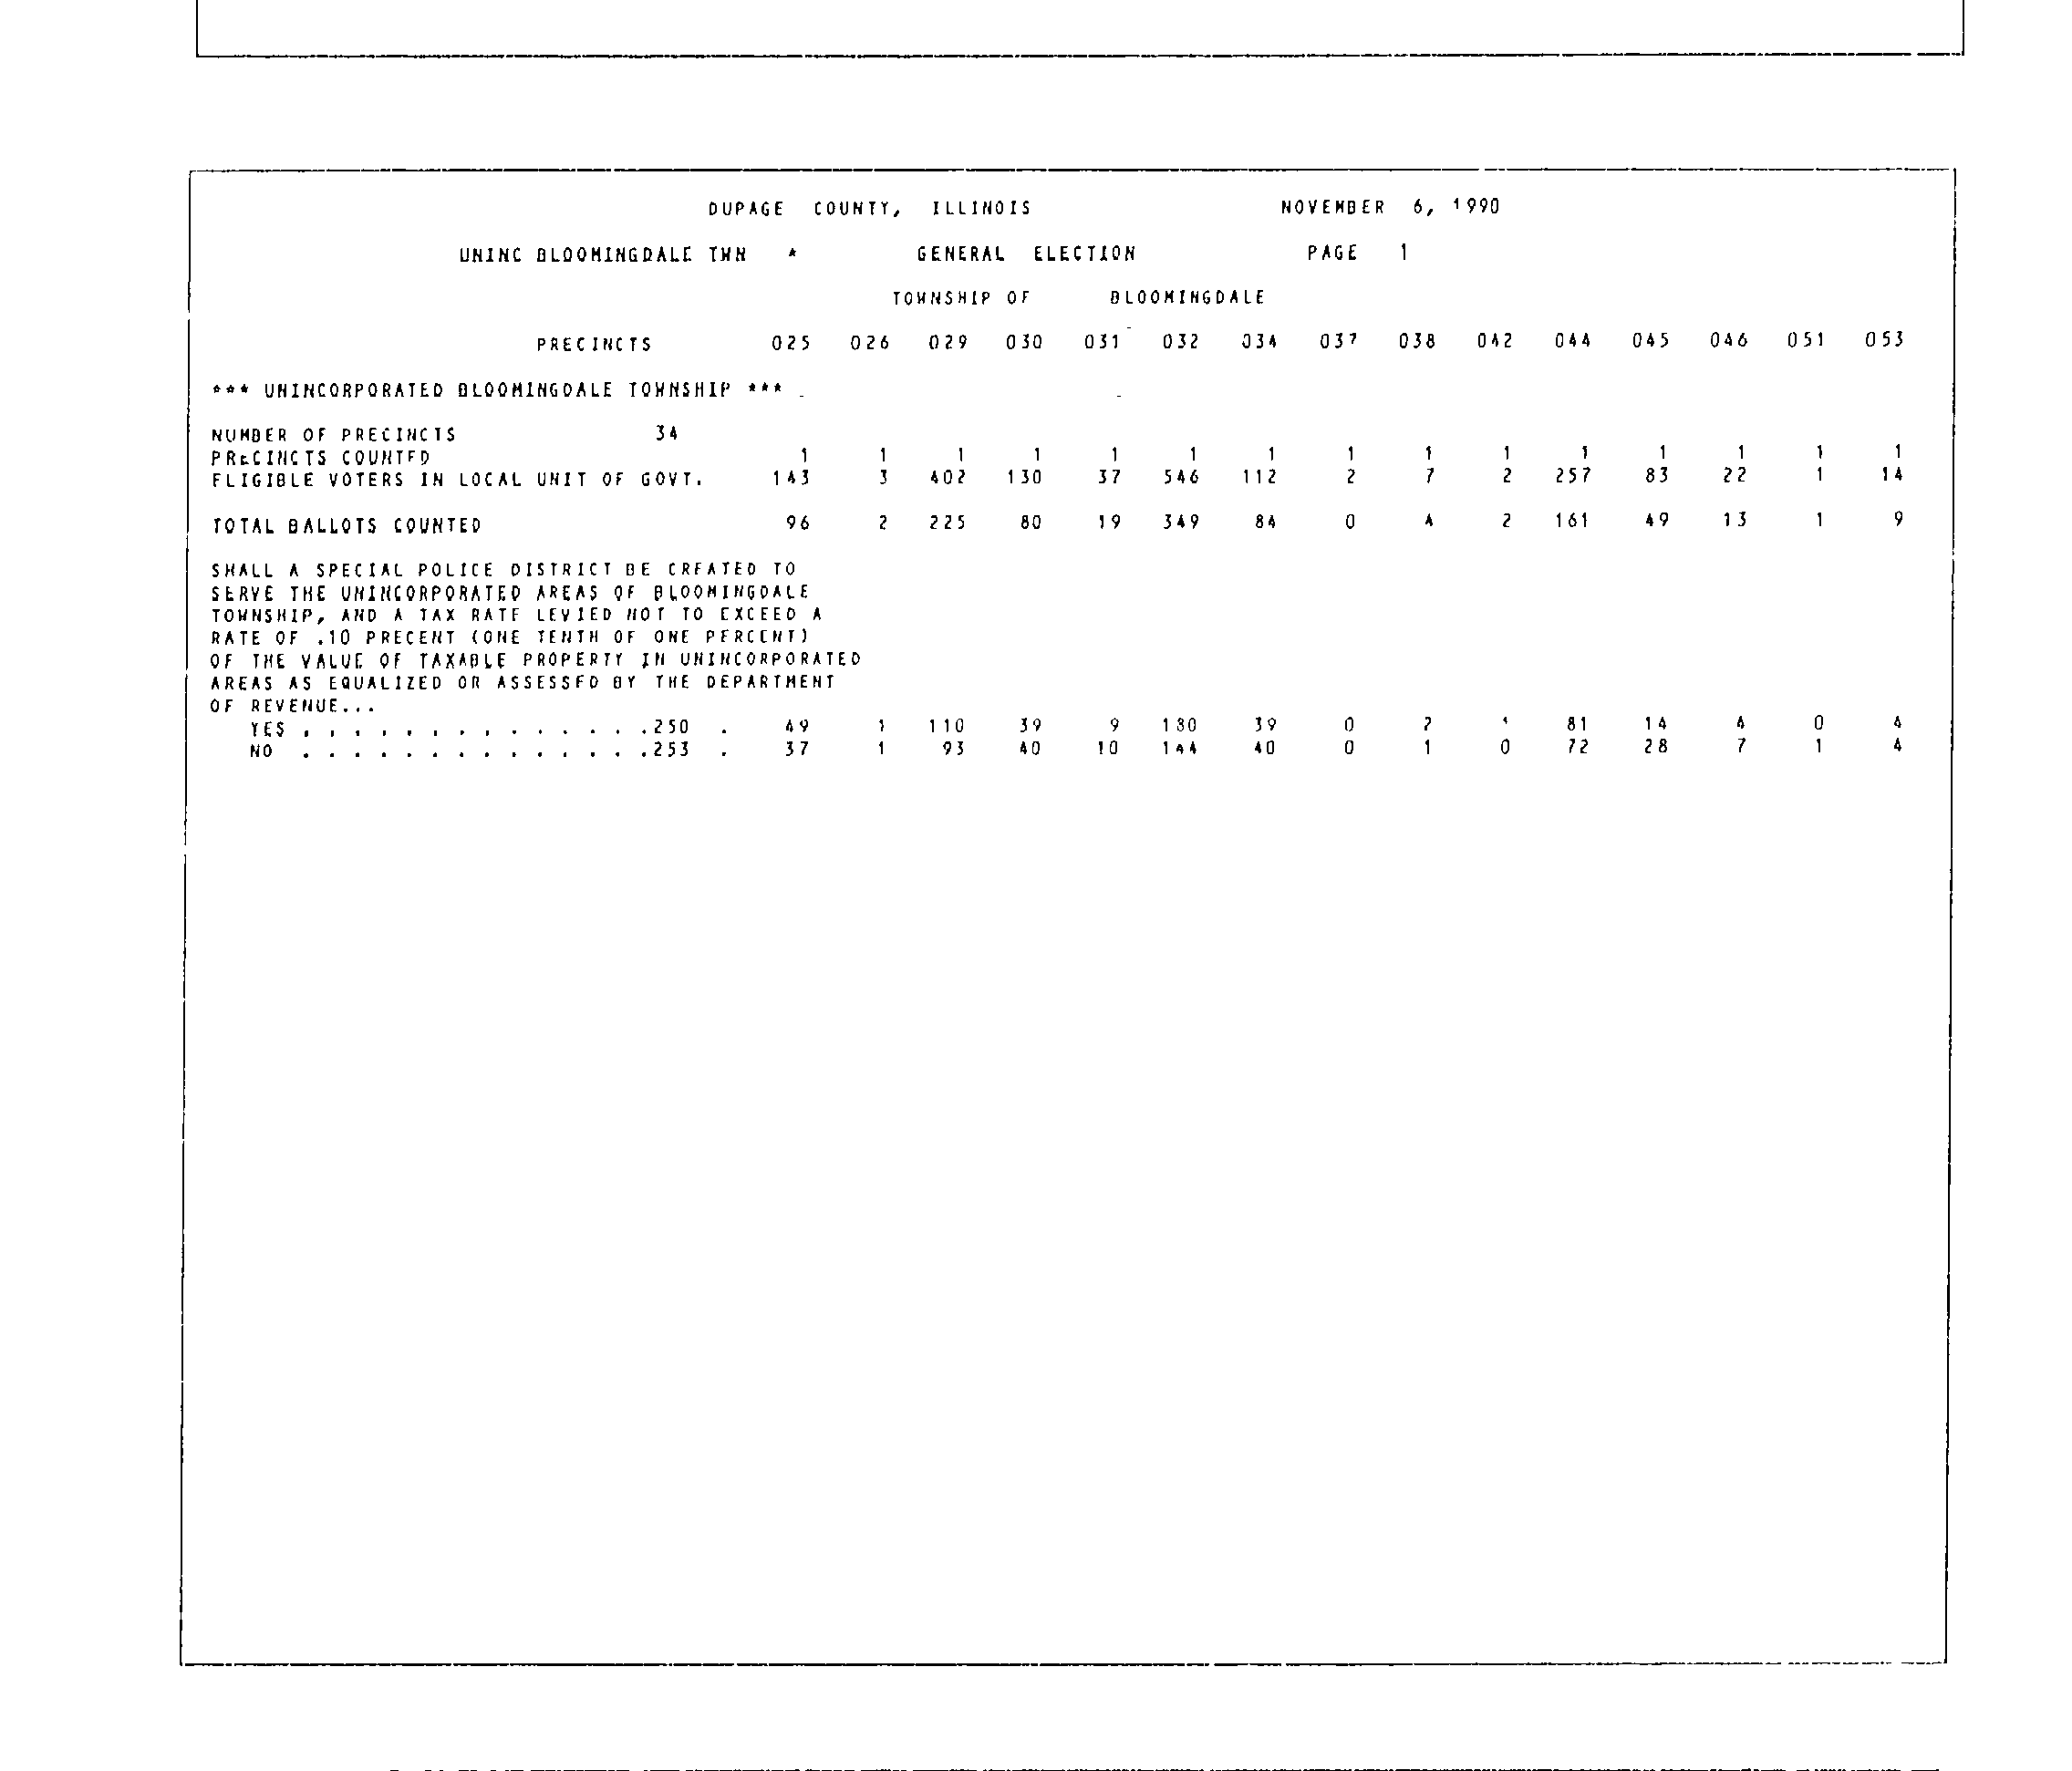 DUPAGE COUNTY, ILLINOIS NOVEMBER 6, 1990
UNINC BLOOMINGDALE TWN * GENERAL ELECTION PAGE 1
TOWNSHIP OF BLOOMINGDALE
PRECINCTS 025 026 029 030 031 032 034 037 038 042 044 045 046 051 053
*** UNINCORPORATED BLOOMINGDALE TOWNSHIP ***
NUMBER OF PRECINCTS 34
PRECINCTS COUNTED 1 1 1 1 1 1 1 1 1 1 1 1 1 1 1
ELIGIBLE VOTERS IN LOCAL UNIT OF GOVT. 143 3 402 130 37 546 112 2 7 2 257 83 22 1 14
TOTAL BALLOTS COUNTED 96 2 225 80 19 349 84 0 4 2 161 49 13 1 9
SHALL A SPECIAL POLICE DISTRICT BE CREATED TO
SERVE THE UNINCORPORATED AREAS OF BLOOMINGDALE
TOWNSHIP, AND A TAX RATE LEVIED NOT TO EXCEED A
RATE OF .10 PRECENT (ONE TENTH OF ONE PERCENT)
OF THE VALUE OF TAXABLE PROPERTY IN UNINCORPORATED
AREAS AS EQUALIZED OR ASSESSED BY THE DEPARTMENT
OF REVENUE...
YES . . . . . . . . . . . . . .250 . 49 1 110 39 9 180 39 0 2 1 81 14 4 0 4
NO . . . . . . . . . . . . . .253 . 37 1 93 40 10 144 40 0 1 0 72 28 7 1 4